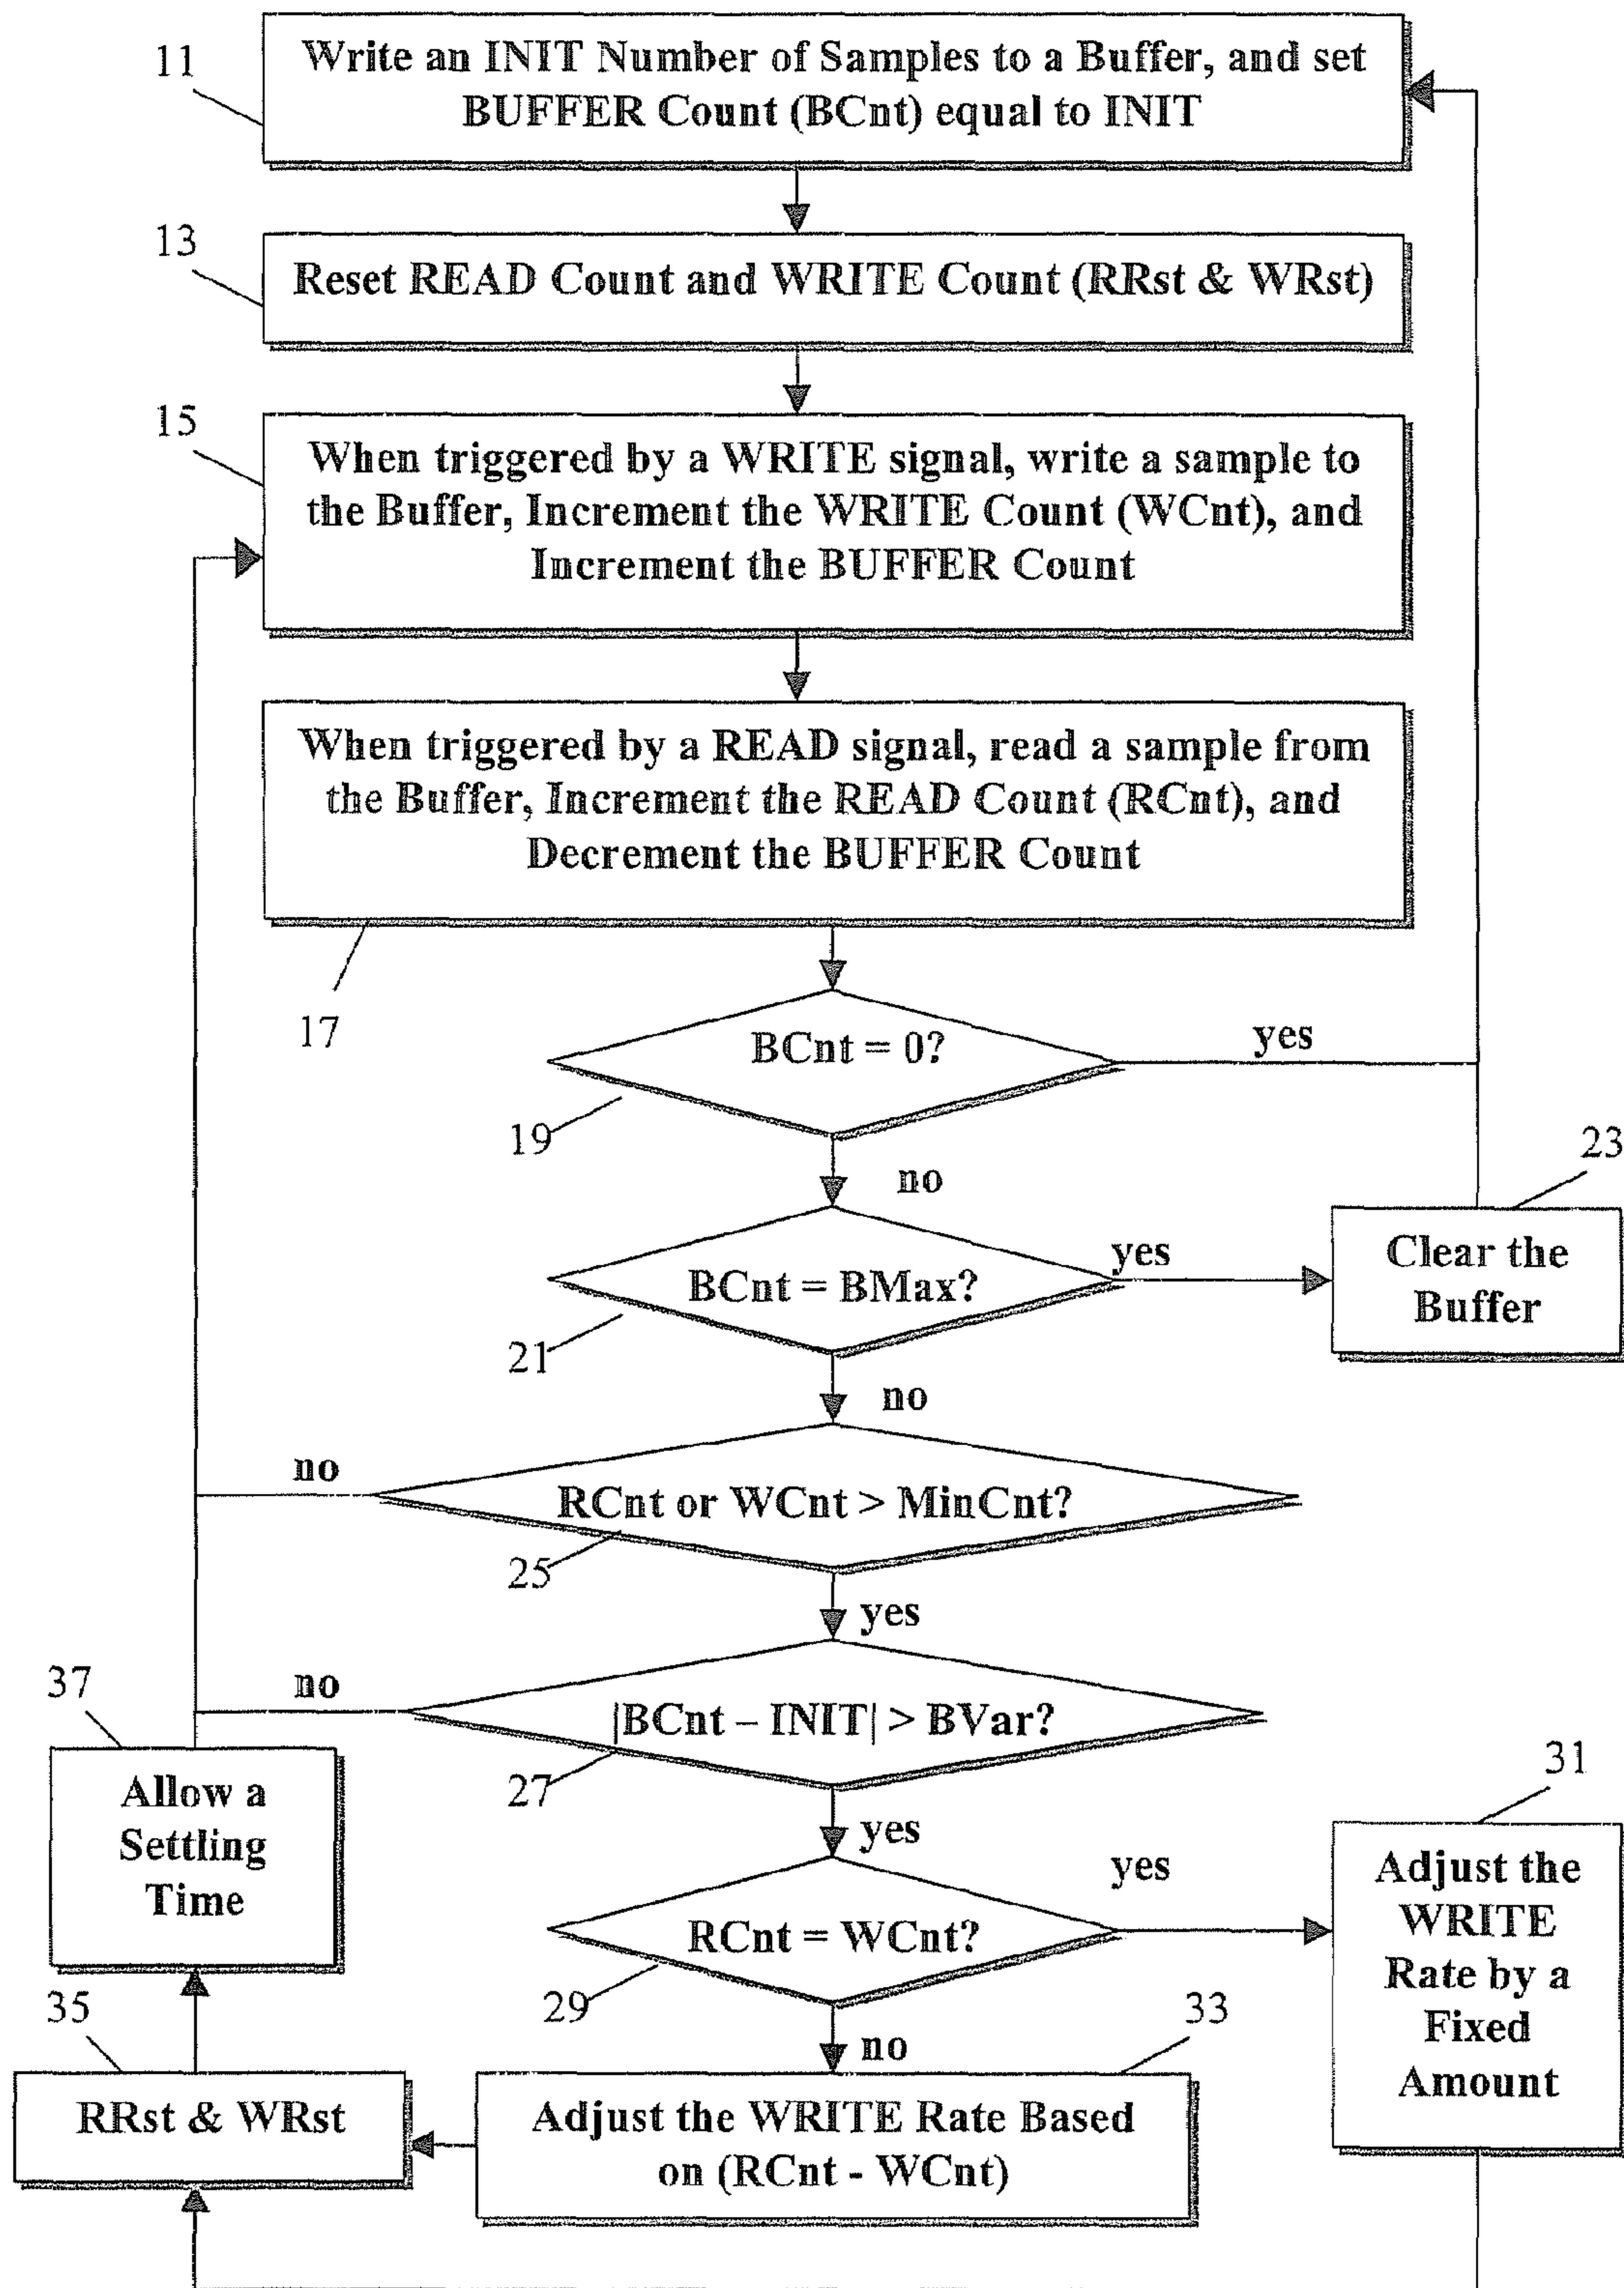 11
Write an INIT Number of Samples to a Buffer, and set
BUFFER Count (BCnt) equal to INIT
13
Reset READ Count and WRITE Count (RRst & WRst)
15
When triggered by a WRITE signal, write a sample to
the Buffer, Increment the WRITE Count (WCnt), and
Increment the BUFFER Count
When triggered by a READ signal, read a sample from
the Buffer, Increment the READ Count (RCnt), and
Decrement the BUFFER Count
17
BCnt = 0?
yes
19
no
23
BCnt = BMax?
yes
Clear the
Buffer
21
no
no
RCnt or WCnt > MinCnt?
25
yes
37
no
|BCnt – INIT| > BVar?
27
yes
Allow a
Settling
Time
31
yes
Adjust the
WRITE
Rate by a
Fixed
Amount
RCnt = WCnt?
29
no
33
35
RRst & WRst
Adjust the WRITE Rate Based
on (RCnt - WCnt)